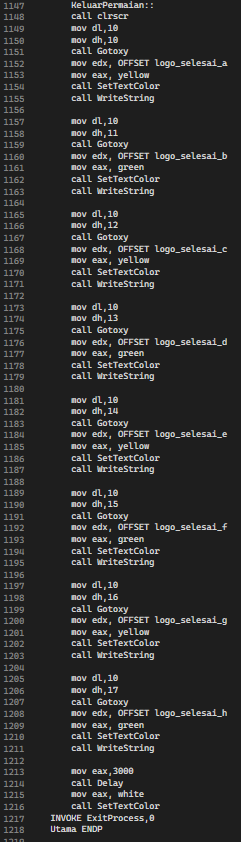 1147 KeluarPermaian::
1148 call clrscr
1149 mov dl,10
1150 mov dh,10
1151 call Gotoxy
1152 mov edx, OFFSET logo_selesai_a
1153 mov eax, yellow
1154 call SetTextColor
1155 call WriteString
1156
1157 mov dl,10
1158 mov dh,11
1159 call Gotoxy
1160 mov edx, OFFSET logo_selesai_b
1161 mov eax, green
1162 call SetTextColor
1163 call WriteString
1164
1165 mov dl,10
1166 mov dh,12
1167 call Gotoxy
1168 mov edx, OFFSET logo_selesai_c
1169 mov eax, yellow
1170 call SetTextColor
1171 call WriteString
1172
1173 mov dl,10
1174 mov dh,13
1175 call Gotoxy
1176 mov edx, OFFSET logo_selesai_d
1177 mov eax, green
1178 call SetTextColor
1179 call WriteString
1180
1181 mov dl,10
1182 mov dh,14
1183 call Gotoxy
1184 mov edx, OFFSET logo_selesai_e
1185 mov eax, yellow
1186 call SetTextColor
1187 call WriteString
1188
1189 mov dl,10
1190 mov dh,15
1191 call Gotoxy
1192 mov edx, OFFSET logo_selesai_f
1193 mov eax, green
1194 call SetTextColor
1195 call WriteString
1196
1197 mov dl,10
1198 mov dh,16
1199 call Gotoxy
1200 mov edx, OFFSET logo_selesai_g
1201 mov eax, yellow
1202 call SetTextColor
1203 call WriteString
1204
1205 mov dl,10
1206 mov dh,17
1207 call Gotoxy
1208 mov edx, OFFSET logo_selesai_h
1209 mov eax, green
1210 call SetTextColor
1211 call WriteString
1212
1213 mov eax,3000
1214 call Delay
1215 mov eax, white
1216 call SetTextColor
1217 INVOKE ExitProcess,0
1218 Utama ENDP